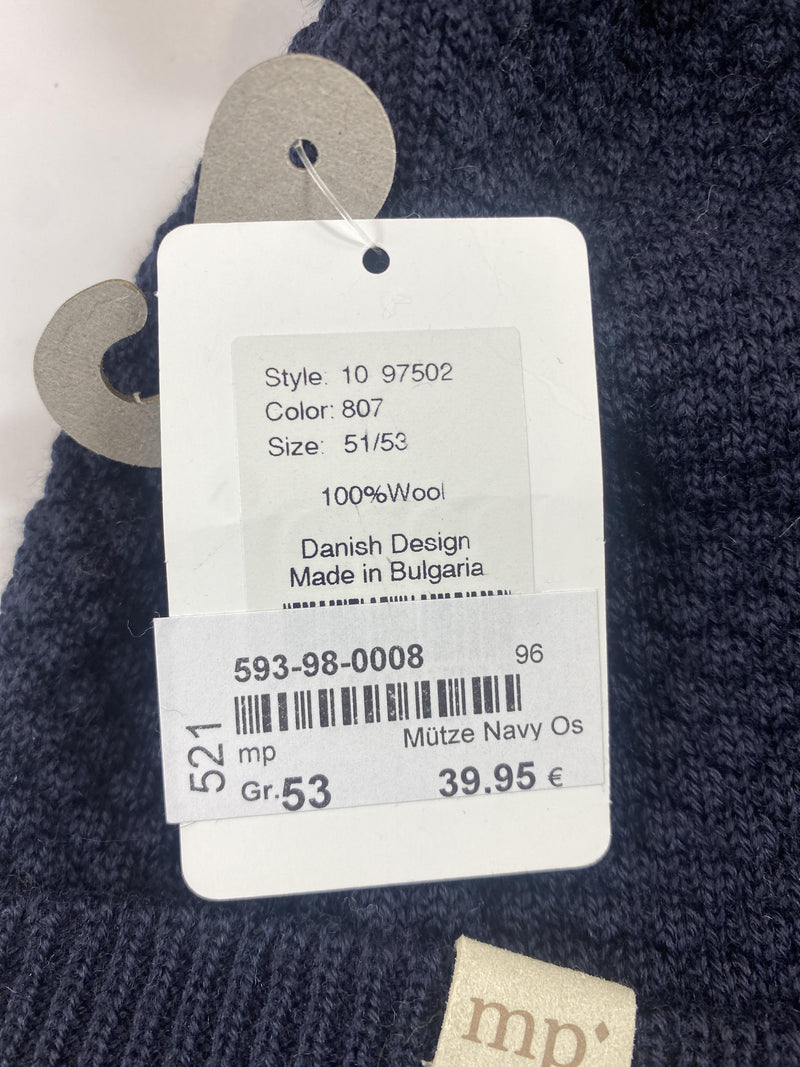 Style: 10 97502
Color: 807
Size: 51/53
100%Wool
Danish Design
Made in Bulgaria
593-98-0008 96
521
mp Mütze Navy Os
Gr.53 39.95 €
mp